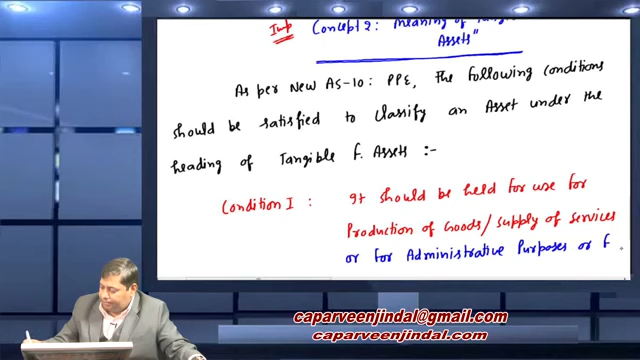 Imp Concept 2: "Meaning of
Assets"
As per New AS-10: PPE, The following Conditions
should be satisfied to Classify an Asset under the
heading of Tangible F. Assets :-
Condition I : It should be held for use for
Production of Goods/Supply of Services
or for Administrative Purposes or F
caparveenjindal@gmail.com
caparveenjindal.com